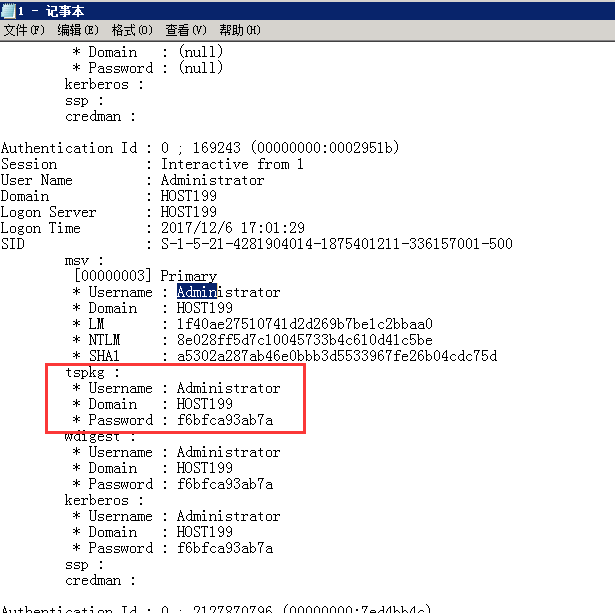 1 - 记事本
文件(F) 编辑(E) 格式(O) 查看(V) 帮助(H)
* Domain : (null)
* Password : (null)
kerberos :
ssp :
credman :
Authentication Id : 0 ; 169243 (00000000:0002951b)
Session : Interactive from 1
User Name : Administrator
Domain : HOST199
Logon Server : HOST199
Logon Time : 2017/12/6 17:01:29
SID : S-1-5-21-4281904014-1875401211-336157001-500
msv :
[00000003] Primary
* Username : Administrator
* Domain : HOST199
* LM : 1f40ae27510741d2d269b7be1c2bbaa0
* NTLM : 8e028ff5d7c10045733b4c610d41c5be
* SHA1 : a5302a287ab46e0bbb3d5533967fe26b04cdc75d
tspkg :
* Username : Administrator
* Domain : HOST199
* Password : f6bfca93ab7a
wdigest :
* Username : Administrator
* Domain : HOST199
* Password : f6bfca93ab7a
kerberos :
* Username : Administrator
* Domain : HOST199
* Password : f6bfca93ab7a
ssp :
credman :
Authentication Id : 0 ; 2127870796 (00000000:7ed4bb4c)